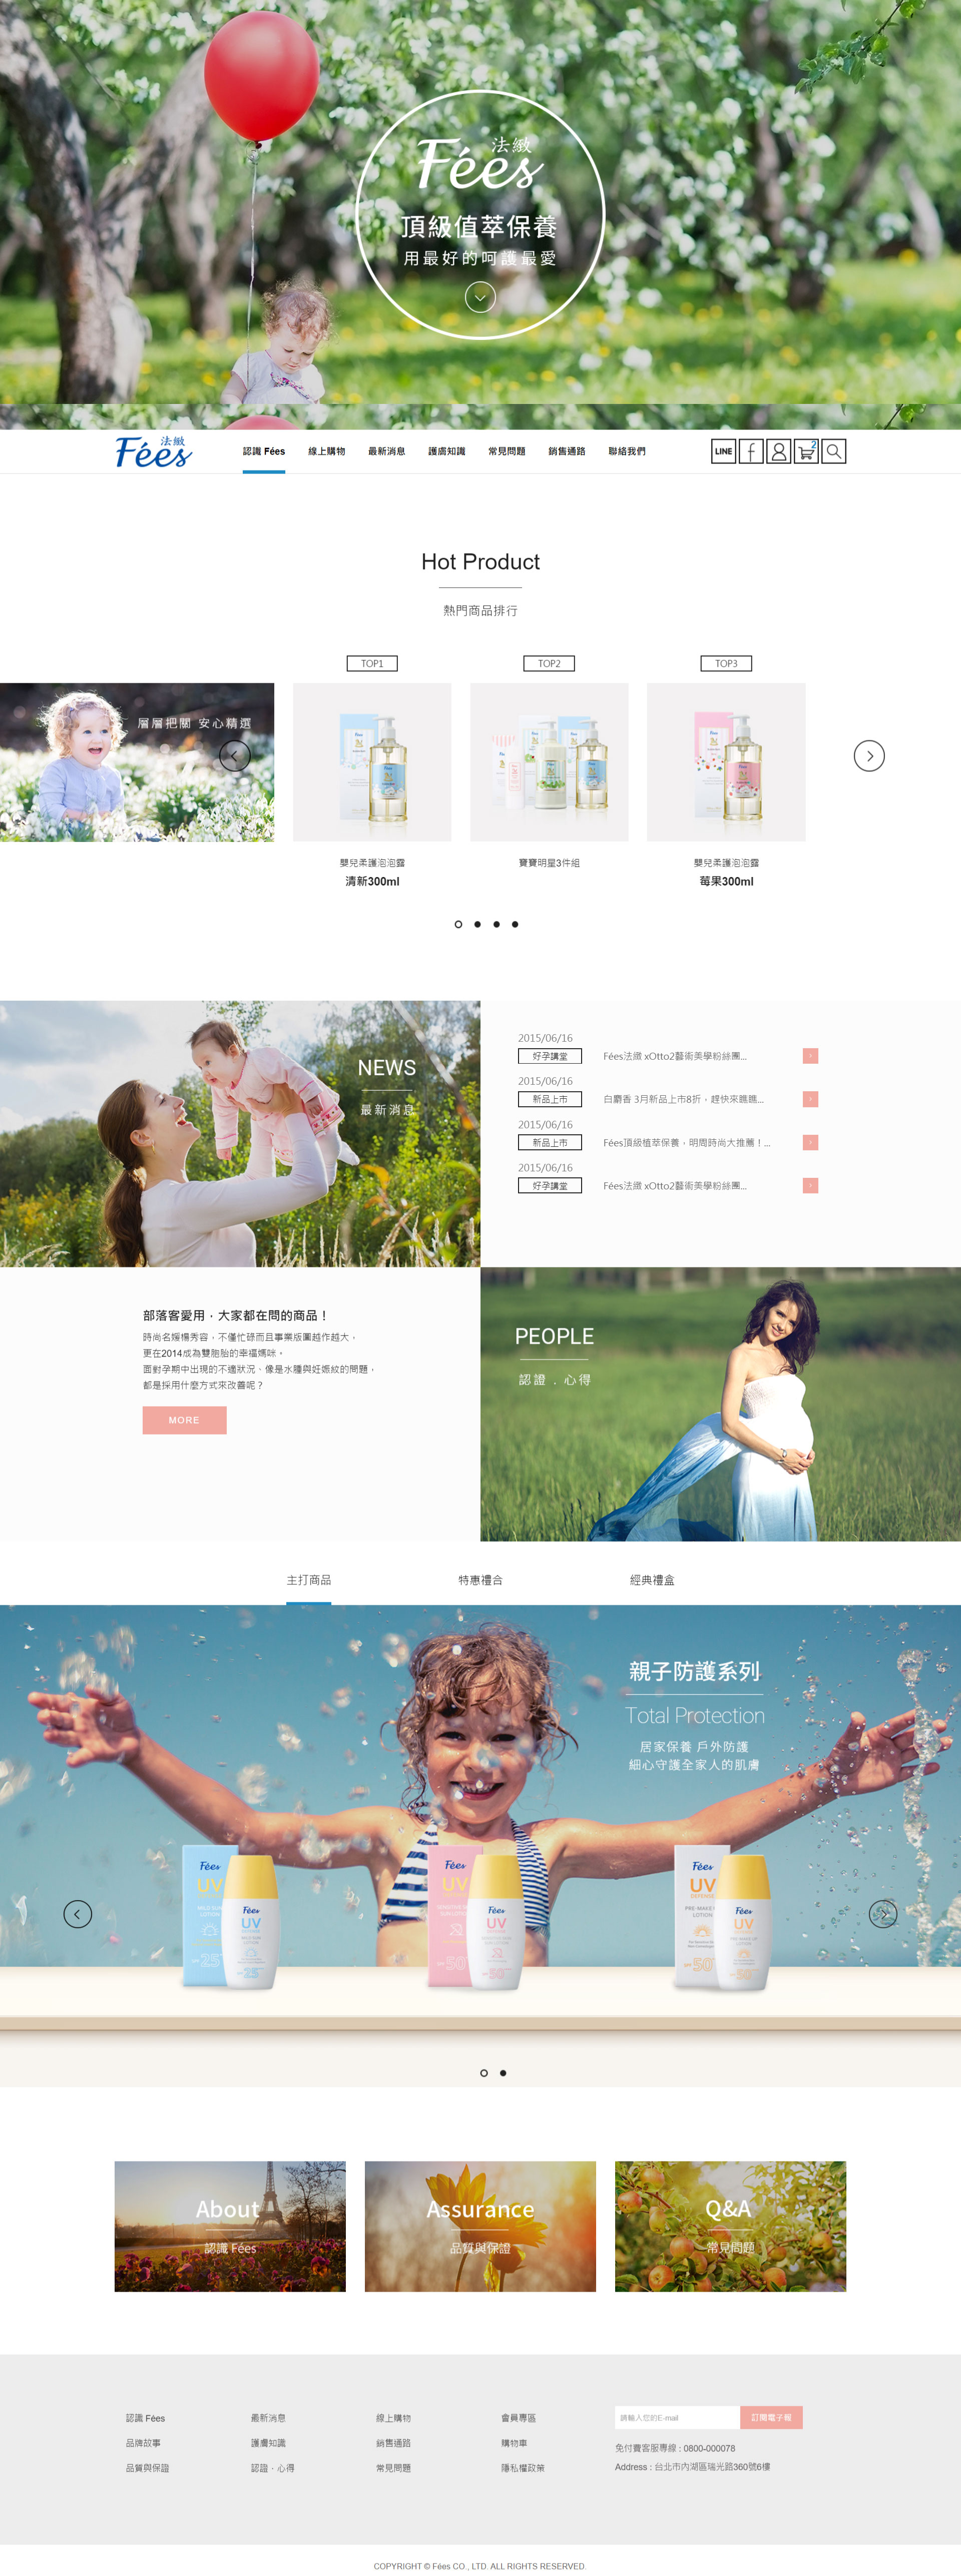 法緻
Fées
頂級值萃保養
用最好的呵護最愛
法緻
Fées
認識 Fées
線上購物
最新消息
護膚知識
常見問題
銷售通路
聯絡我們
LINE
f
2
Hot Product
熱門商品排行
TOP1
TOP2
TOP3
層層把關 安心精選
嬰兒柔護泡泡露
清新300ml
寶寶明星3件組
嬰兒柔護泡泡露
莓果300ml
NEWS
最新消息
2015/06/16
好孕講堂
Fées法緻 xOtto2藝術美學粉絲團...
2015/06/16
新品上市
白麝香 3月新品上市8折，趕快來瞧瞧...
2015/06/16
新品上市
Fées頂級植萃保養，明周時尚大推薦！...
2015/06/16
好孕講堂
Fées法緻 xOtto2藝術美學粉絲團...
部落客愛用，大家都在問的商品！
時尚名媛楊秀容，不僅忙碌而且事業版圖越作越大，
更在2014成為雙胞胎的幸福媽咪，
面對孕期中出現的不適狀況、像是水腫與妊娠紋的問題，
都是採用什麼方式來改善呢？
MORE
PEOPLE
認證．心得
主打商品
特惠禮合
經典禮盒
親子防護系列
Total Protection
居家保養 戶外防護
細心守護全家人的肌膚
Fées
UV
Fées
UV
25
Fées
UV
50
Fées
UV
50
Fées
UV
50
Fées
UV
50
About
認識 Fées
Assurance
品質與保證
Q&A
常見問題
認識 Fées
品牌故事
品質與保證
最新消息
護膚知識
認證．心得
線上購物
銷售通路
常見問題
會員專區
購物車
隱私權政策
請輸入您的E-mail
訂閱電子報
免付費客服專線 : 0800-000078
Address : 台北市內湖區瑞光路360號6樓
COPYRIGHT © Fées CO., LTD. ALL RIGHTS RESERVED.